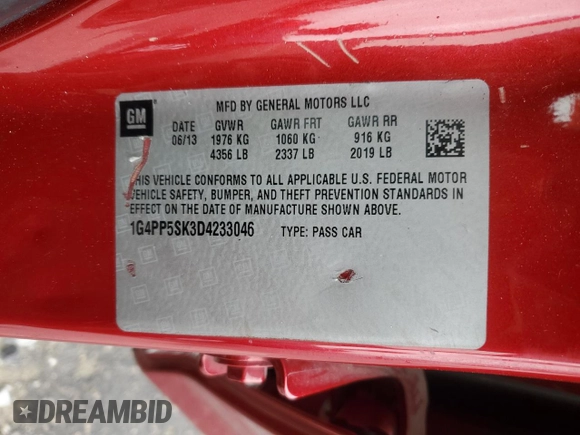 GM
MFD BY GENERAL MOTORS LLC
DATE GVWR GAWR FRT GAWR RR
06/13 1976 KG 1060 KG 916 KG
4356 LB 2337 LB 2019 LB
THIS VEHICLE CONFORMS TO ALL APPLICABLE U.S. FEDERAL MOTOR
VEHICLE SAFETY, BUMPER, AND THEFT PREVENTION STANDARDS IN
EFFECT ON THE DATE OF MANUFACTURE SHOWN ABOVE.
1G4PP5SK3D4233046 TYPE: PASS CAR
DREAMBID